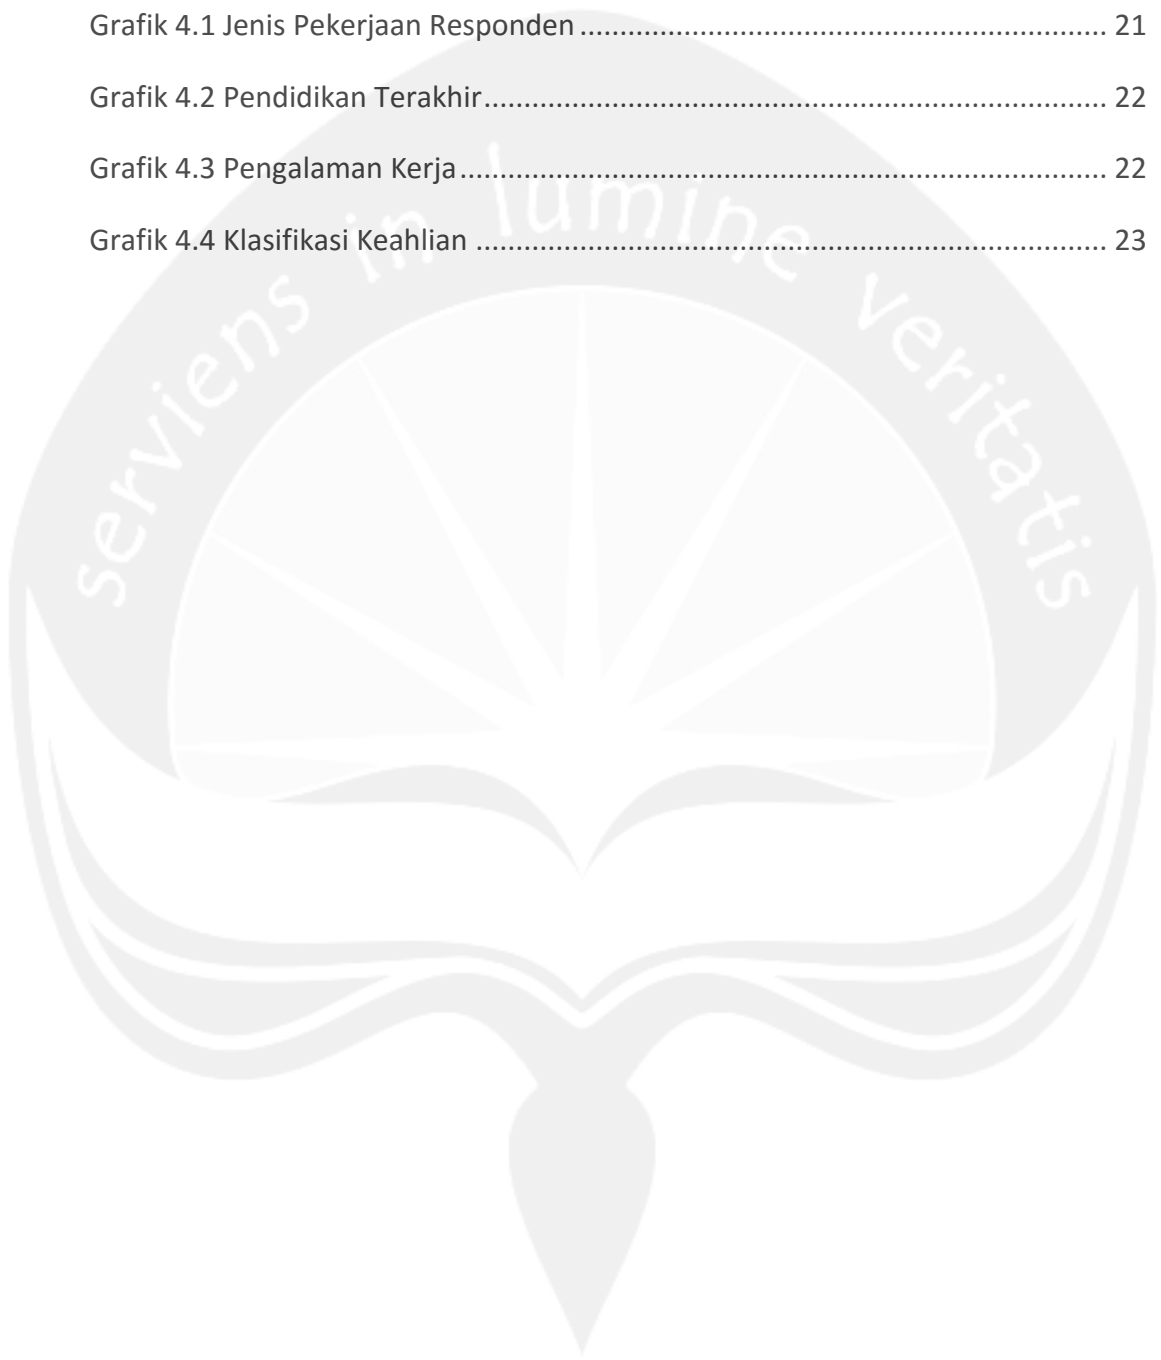 Grafik 4.1 Jenis Pekerjaan Responden ................................................................ 21
Grafik 4.2 Pendidikan Terakhir............................................................................ 22
Grafik 4.3 Pengalaman Kerja............................................................................... 22
Grafik 4.4 Klasifikasi Keahlian ............................................................................. 23
serviens in lumine veritatis